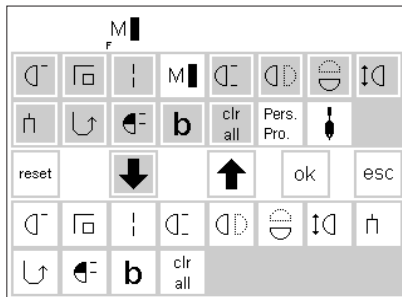 M
F
M
b clr all Pers. Pro.
reset ok esc
b clr all